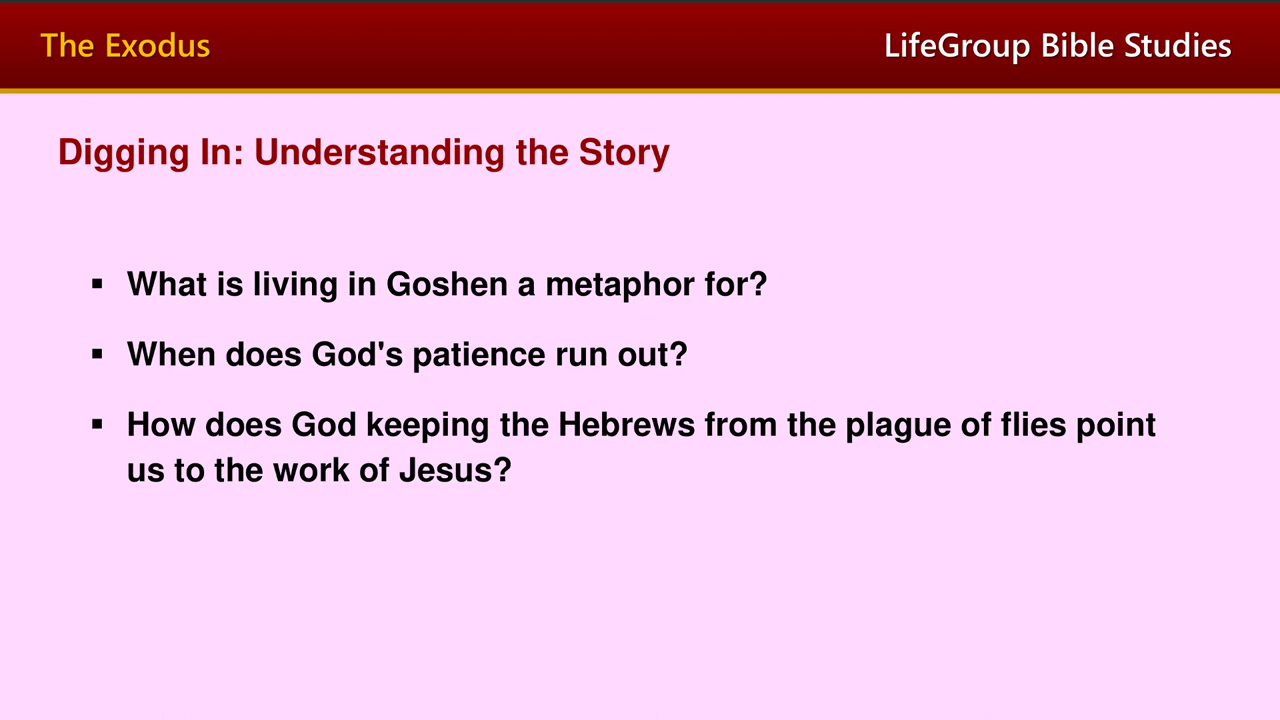 The Exodus
LifeGroup Bible Studies
Digging In: Understanding the Story
▪ What is living in Goshen a metaphor for?
▪ When does God's patience run out?
▪ How does God keeping the Hebrews from the plague of flies point
us to the work of Jesus?